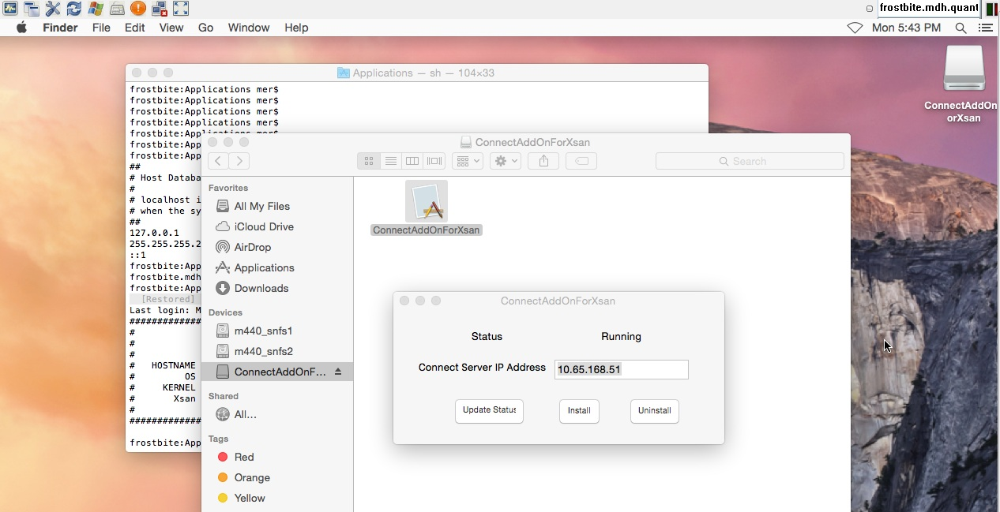 frostbite.mdh.quant
Finder File Edit View Go Window Help
Mon 5:43 PM
ConnectAddOn
orXsan
Applications — sh — 104×33
frostbite:Applications mer$
frostbite:Applications mer$
frostbite:Applications mer$
frostbite:Applications mer$
frostbite:Applications mer$
frostbite:App
frostbite:App
##
# Host Databa
#
# localhost i
# when the sy
##
127.0.0.1
255.255.255.2
::1
frostbite:App
frostbite.mdh
frostbite:App
[Restored]
Last login: M
##############
#
#
#
# HOSTNAME
# OS
# KERNEL
# Xsan
#
##############
frostbite:App
ConnectAddOnForXsan
Search
Favorites
All My Files
iCloud Drive
AirDrop
Applications
Downloads
Devices
m440_snfs1
m440_snfs2
ConnectAddOnF...
Shared
All...
Tags
Red
Orange
Yellow
ConnectAddOnForXsan
ConnectAddOnForXsan
Status Running
Connect Server IP Address 10.65.168.51
Update Status Install Uninstall